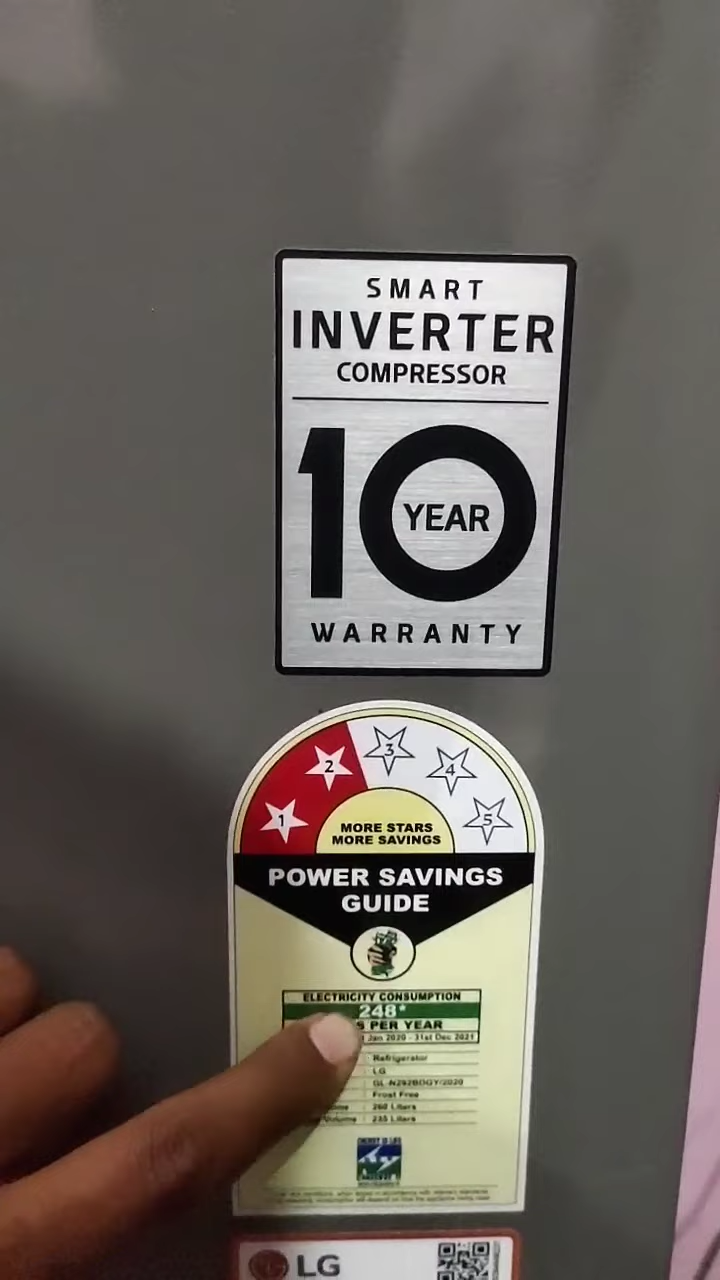 SMART
INVERTER
COMPRESSOR
10
YEAR
WARRANTY
1 2 3 4 5
MORE STARS
MORE SAVINGS
POWER SAVINGS
GUIDE
ELECTRICITY CONSUMPTION
248*
S PER YEAR
Jan 2020 - 31st Dec 2021
: Refrigerator
: LG
: GL-N292BDGY/2020
: Frost Free
: 260 Liters
Volume : 235 Liters
LG